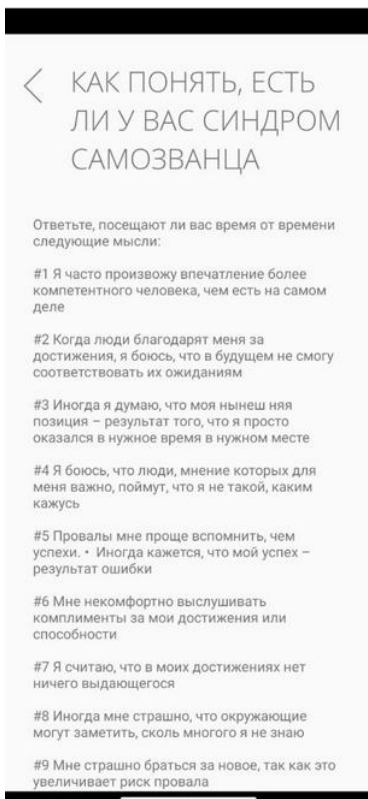 КАК ПОНЯТЬ, ЕСТЬ
ЛИ У ВАС СИНДРОМ
САМОЗВАНЦА
Ответьте, посещают ли вас время от времени
следующие мысли:
#1 Я часто произвожу впечатление более
компетентного человека, чем есть на самом
деле
#2 Когда люди благодарят меня за
достижения, я боюсь, что в будущем не смогу
соответствовать их ожиданиям
#3 Иногда я думаю, что моя нынеш няя
позиция – результат того, что я просто
оказался в нужное время в нужном месте
#4 Я боюсь, что люди, мнение которых для
меня важно, поймут, что я не такой, каким
кажусь
#5 Провалы мне проще вспомнить, чем
успехи. • Иногда кажется, что мой успех –
результат ошибки
#6 Мне некомфортно выслушивать
комплименты за мои достижения или
способности
#7 Я считаю, что в моих достижениях нет
ничего выдающегося
#8 Иногда мне страшно, что окружающие
могут заметить, сколь многого я не знаю
#9 Мне страшно браться за новое, так как это
увеличивает риск провала